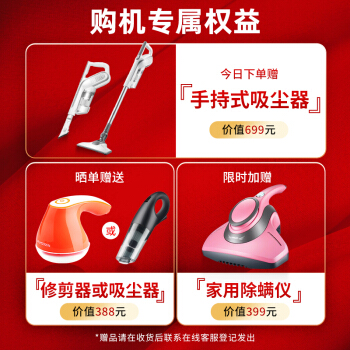 购机专属权益
今日下单赠
『手持式吸尘器』
价值699元
晒单赠送
限时加赠
或
『修剪器或吸尘器』
『家用除螨仪』
价值388元
价值399元
*赠品请在收货后联系在线客服登记发出